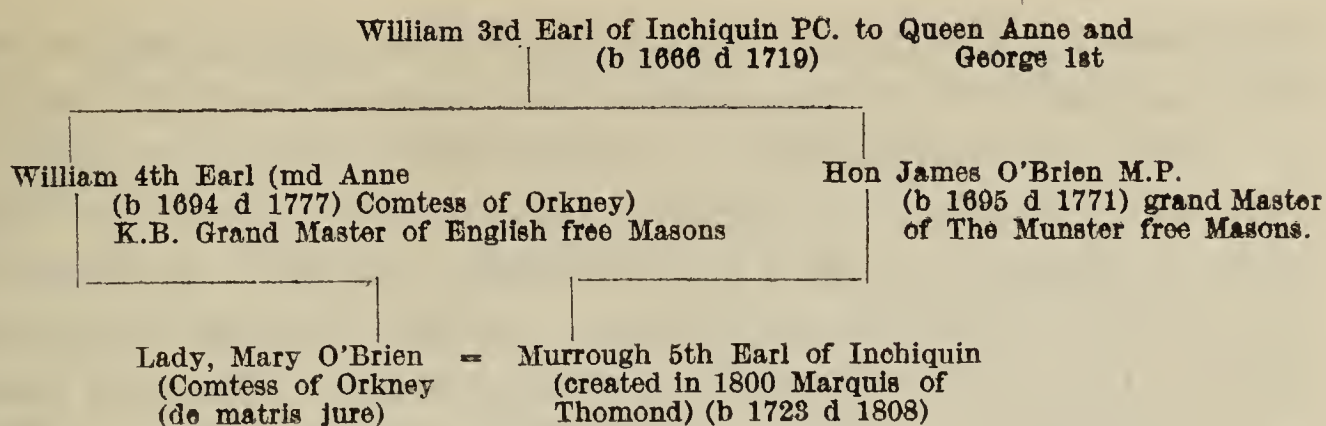 William 3rd Earl of Inchiquin PC. to Queen Anne and
(b 1666 d 1719) George 1st
William 4th Earl (md Anne
(b 1694 d 1777) Comtess of Orkney)
K.B. Grand Master of English free Masons
Hon James O'Brien M.P.
(b 1695 d 1771) grand Master
of The Munster free Masons.
Lady, Mary O'Brien =
(Comtess of Orkney
(de matris jure)
Murrough 5th Earl of Inchiquin
(created in 1800 Marquis of
Thomond) (b 1723 d 1808)